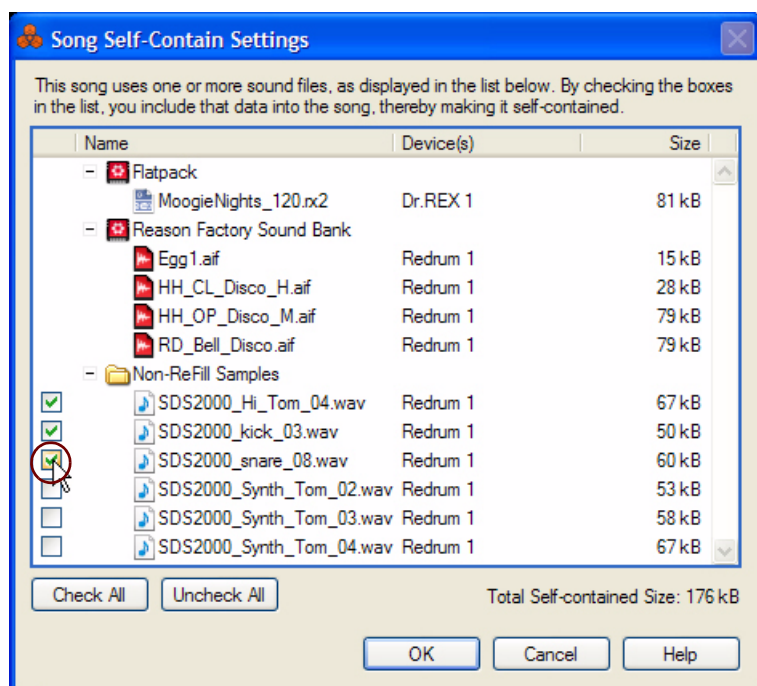 Song Self-Contain Settings
This song uses one or more sound files, as displayed in the list below. By checking the boxes
in the list, you include that data into the song, thereby making it self-contained.
Name Device(s) Size
Flatpack
MoogieNights_120.rx2 Dr.REX 1 81 kB
Reason Factory Sound Bank
Egg1.aif Redrum 1 15 kB
HH_CL_Disco_H.aif Redrum 1 28 kB
HH_OP_Disco_M.aif Redrum 1 79 kB
RD_Bell_Disco.aif Redrum 1 79 kB
Non-ReFill Samples
SDS2000_Hi_Tom_04.wav Redrum 1 67 kB
SDS2000_kick_03.wav Redrum 1 50 kB
SDS2000_snare_08.wav Redrum 1 60 kB
SDS2000_Synth_Tom_02.wav Redrum 1 53 kB
SDS2000_Synth_Tom_03.wav Redrum 1 58 kB
SDS2000_Synth_Tom_04.wav Redrum 1 67 kB
Check All Uncheck All Total Self-contained Size: 176 kB
OK Cancel Help